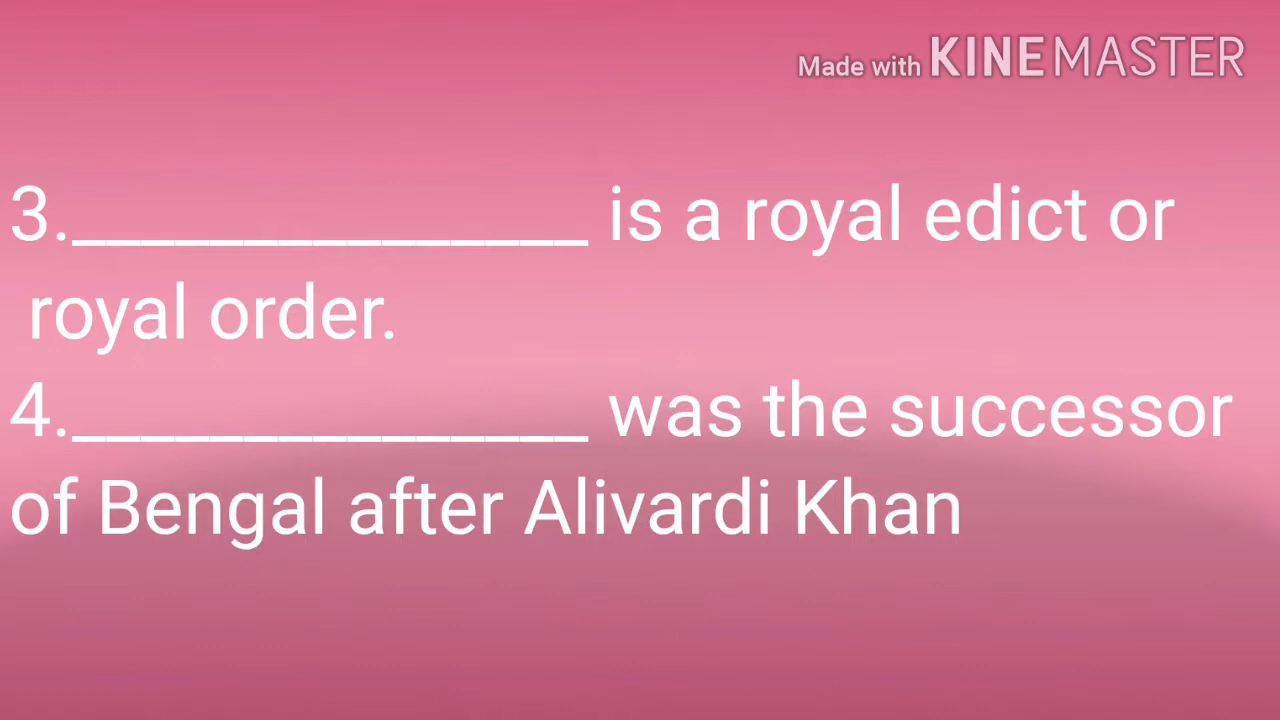 Made with KINEMASTER
3._______________ is a royal edict or
royal order.
4._______________ was the successor
of Bengal after Alivardi Khan